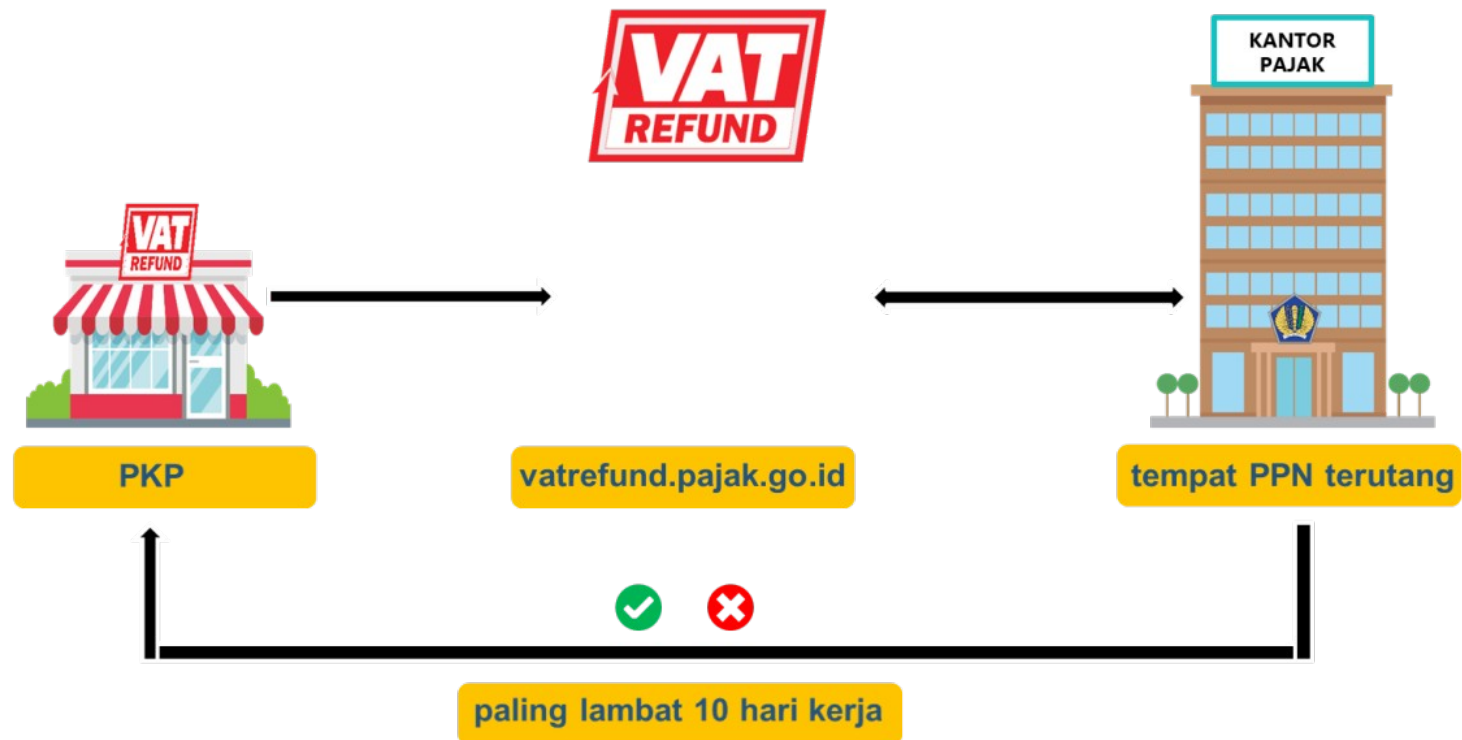 VAT
REFUND
KANTOR
PAJAK
VAT
REFUND
PKP
vatrefund.pajak.go.id
tempat PPN terutang
paling lambat 10 hari kerja